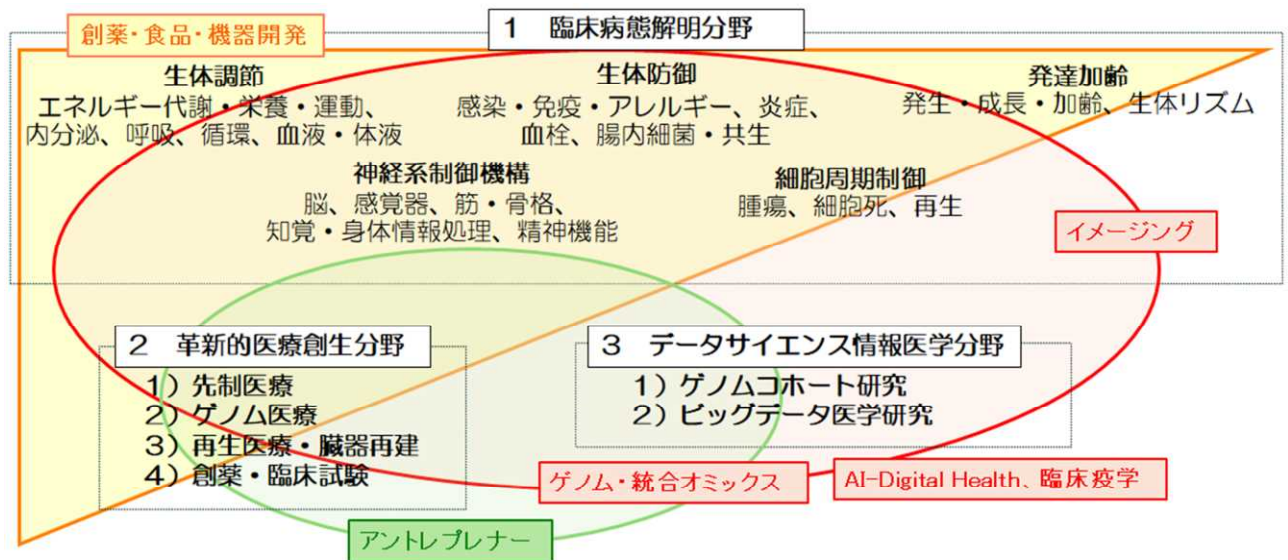 創薬・食品・機器開発
1 臨床病態解明分野
生体調節
エネルギー代謝・栄養・運動、
内分泌、呼吸、循環、血液・体液
生体防御
感染・免疫・アレルギー、炎症、
血栓、腸内細菌・共生
発達加齢
発生・成長・加齢、生体リズム
神経系制御機構
脳、感覚器、筋・骨格、
知覚・身体情報処理、精神機能
細胞周期制御
腫瘍、細胞死、再生
イメージング
2 革新的医療創生分野
1）先制医療
2）ゲノム医療
3）再生医療・臓器再建
4）創薬・臨床試験
3 データサイエンス情報医学分野
1）ゲノムコホート研究
2）ビッグデータ医学研究
ゲノム・統合オミックス
AI-Digital Health、臨床疫学
アントレプレナー